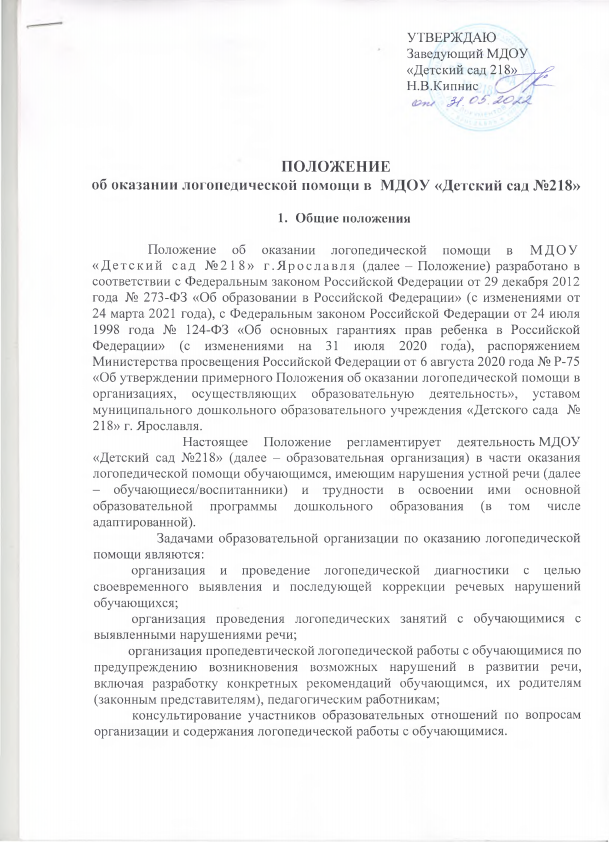 УТВЕРЖДАЮ
Заведующий МДОУ
«Детский сад 218»
Н.В.Кипнис
от 31.05.2022
ПОЛОЖЕНИЕ
об оказании логопедической помощи в МДОУ «Детский сад №218»
1. Общие положения
Положение об оказании логопедической помощи в МДОУ
«Детский сад №218» г.Ярославля (далее – Положение) разработано в
соответствии с Федеральным законом Российской Федерации от 29 декабря 2012
года № 273-ФЗ «Об образовании в Российской Федерации» (с изменениями от
24 марта 2021 года), с Федеральным законом Российской Федерации от 24 июля
1998 года № 124-ФЗ «Об основных гарантиях прав ребенка в Российской
Федерации» (с изменениями на 31 июля 2020 года), распоряжением
Министерства просвещения Российской Федерации от 6 августа 2020 года № Р-75
«Об утверждении примерного Положения об оказании логопедической помощи в
организациях, осуществляющих образовательную деятельность», уставом
муниципального дошкольного образовательного учреждения «Детского сада №
218» г. Ярославля.
Настоящее Положение регламентирует деятельность МДОУ
«Детский сад №218» (далее – образовательная организация) в части оказания
логопедической помощи обучающимся, имеющим нарушения устной речи (далее
– обучающиеся/воспитанники) и трудности в освоении ими основной
образовательной программы дошкольного образования (в том числе
адаптированной).
Задачами образовательной организации по оказанию логопедической
помощи являются:
организация и проведение логопедической диагностики с целью
своевременного выявления и последующей коррекции речевых нарушений
обучающихся;
организация проведения логопедических занятий с обучающимися с
выявленными нарушениями речи;
организация пропедевтической логопедической работы с обучающимися по
предупреждению возникновения возможных нарушений в развитии речи,
включая разработку конкретных рекомендаций обучающимся, их родителям
(законным представителям), педагогическим работникам;
консультирование участников образовательных отношений по вопросам
организации и содержания логопедической работы с обучающимися.